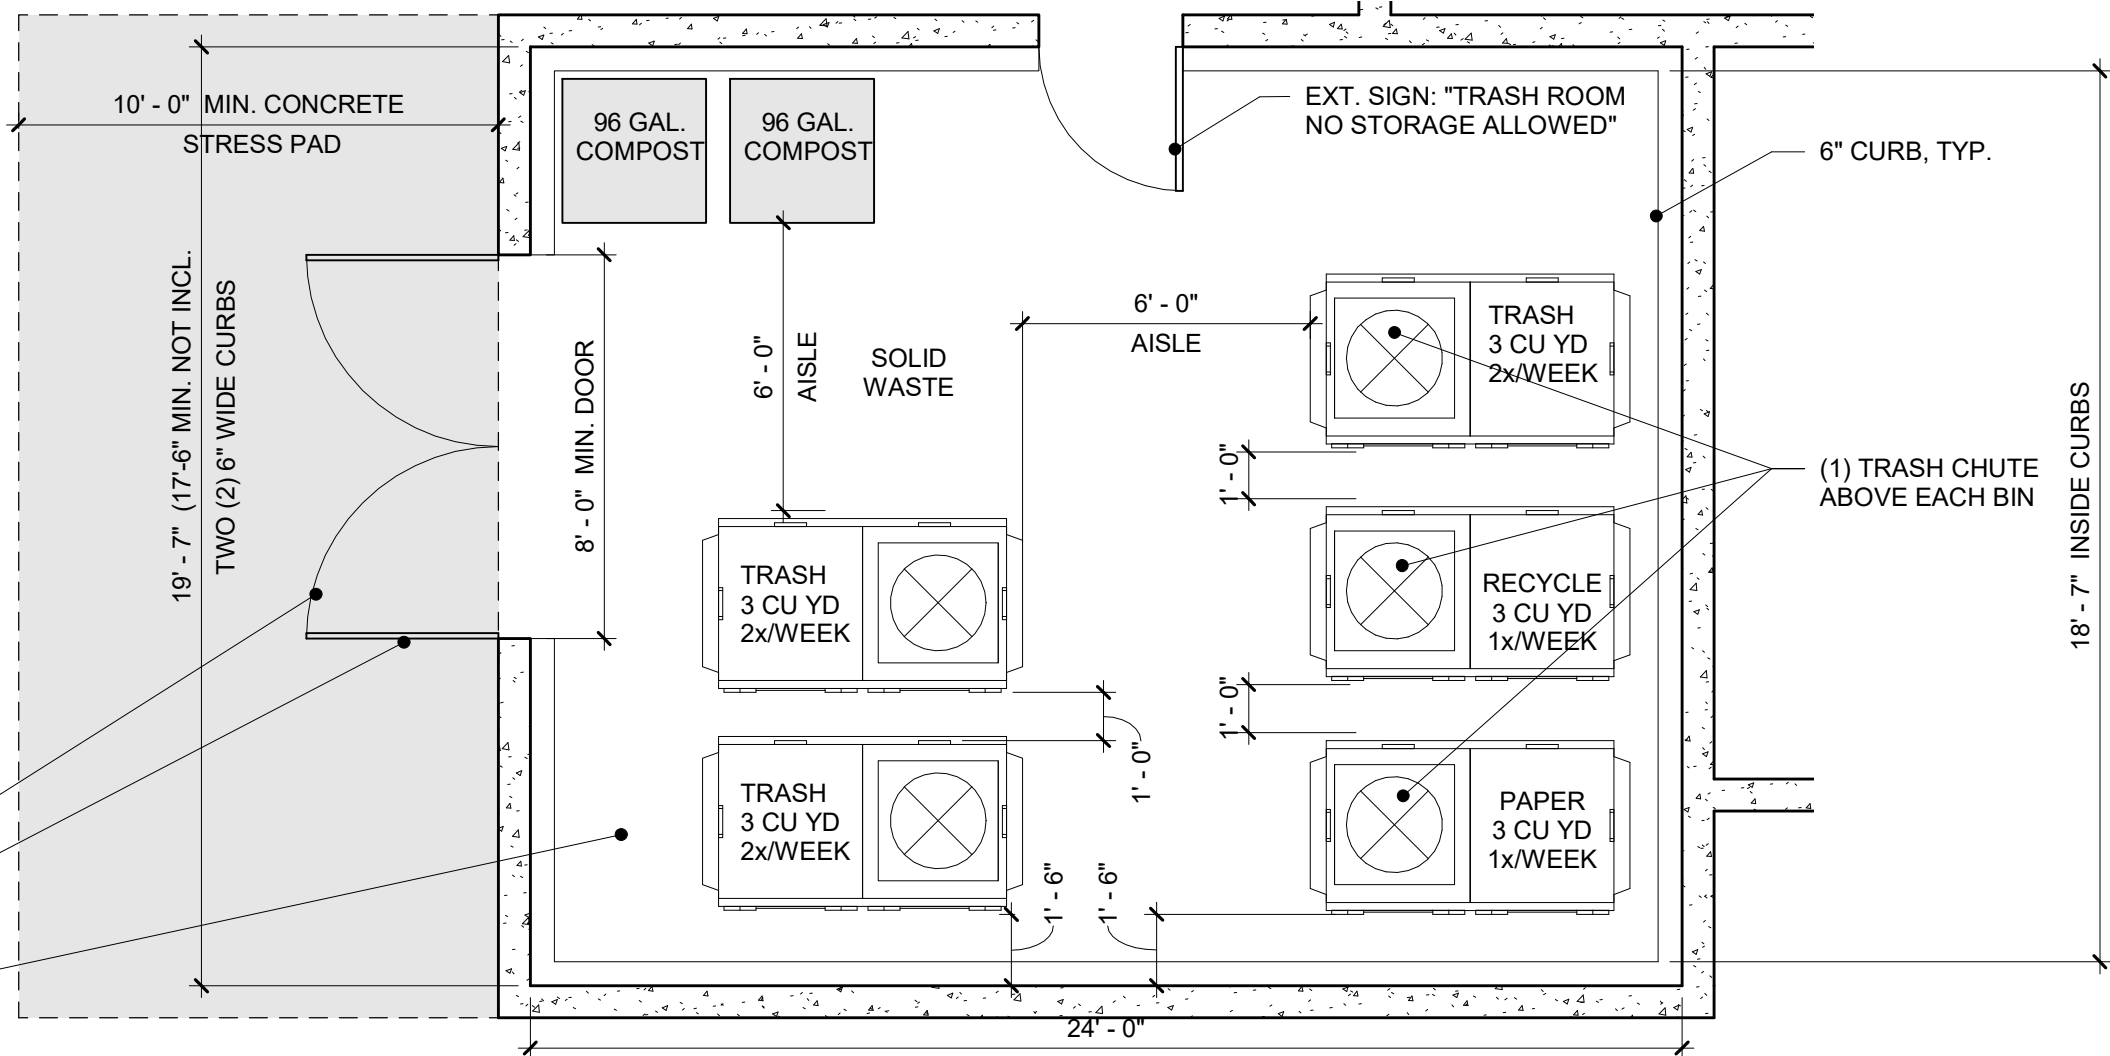 10' - 0" MIN. CONCRETE
STRESS PAD
96 GAL.
COMPOST
96 GAL.
COMPOST
EXT. SIGN: "TRASH ROOM
NO STORAGE ALLOWED"
6" CURB, TYP.
19' - 7" (17'-6" MIN. NOT INCL.
TWO (2) 6" WIDE CURBS
8' - 0" MIN. DOOR
6' - 0"
AISLE
SOLID
WASTE
6' - 0"
AISLE
TRASH
3 CU YD
2x/WEEK
1' - 0"
(1) TRASH CHUTE
ABOVE EACH BIN
18' - 7" INSIDE CURBS
TRASH
3 CU YD
2x/WEEK
RECYCLE
3 CU YD
1x/WEEK
1' - 0"
1' - 0"
TRASH
3 CU YD
2x/WEEK
PAPER
3 CU YD
1x/WEEK
1' - 6"
1' - 6"
24' - 0"